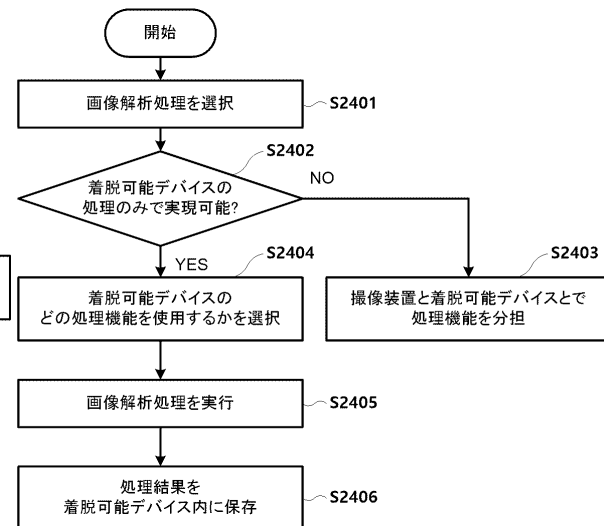 開始
画像解析処理を選択
S2401
S2402
着脱可能デバイスの
処理のみで実現可能?
NO
YES
S2404
着脱可能デバイスの
どの処理機能を使用するかを選択
S2403
撮像装置と着脱可能デバイスとで
処理機能を分担
画像解析処理を実行
S2405
処理結果を
着脱可能デバイス内に保存
S2406